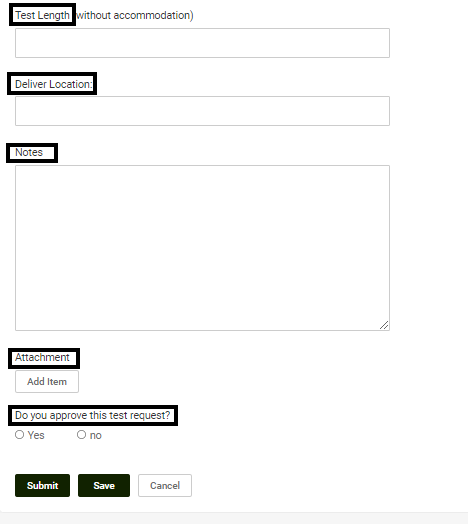 Test Length (without accommodation)
Deliver Location:
Notes
Attachment
Add Item
Do you approve this test request?
Yes no
Submit Save Cancel